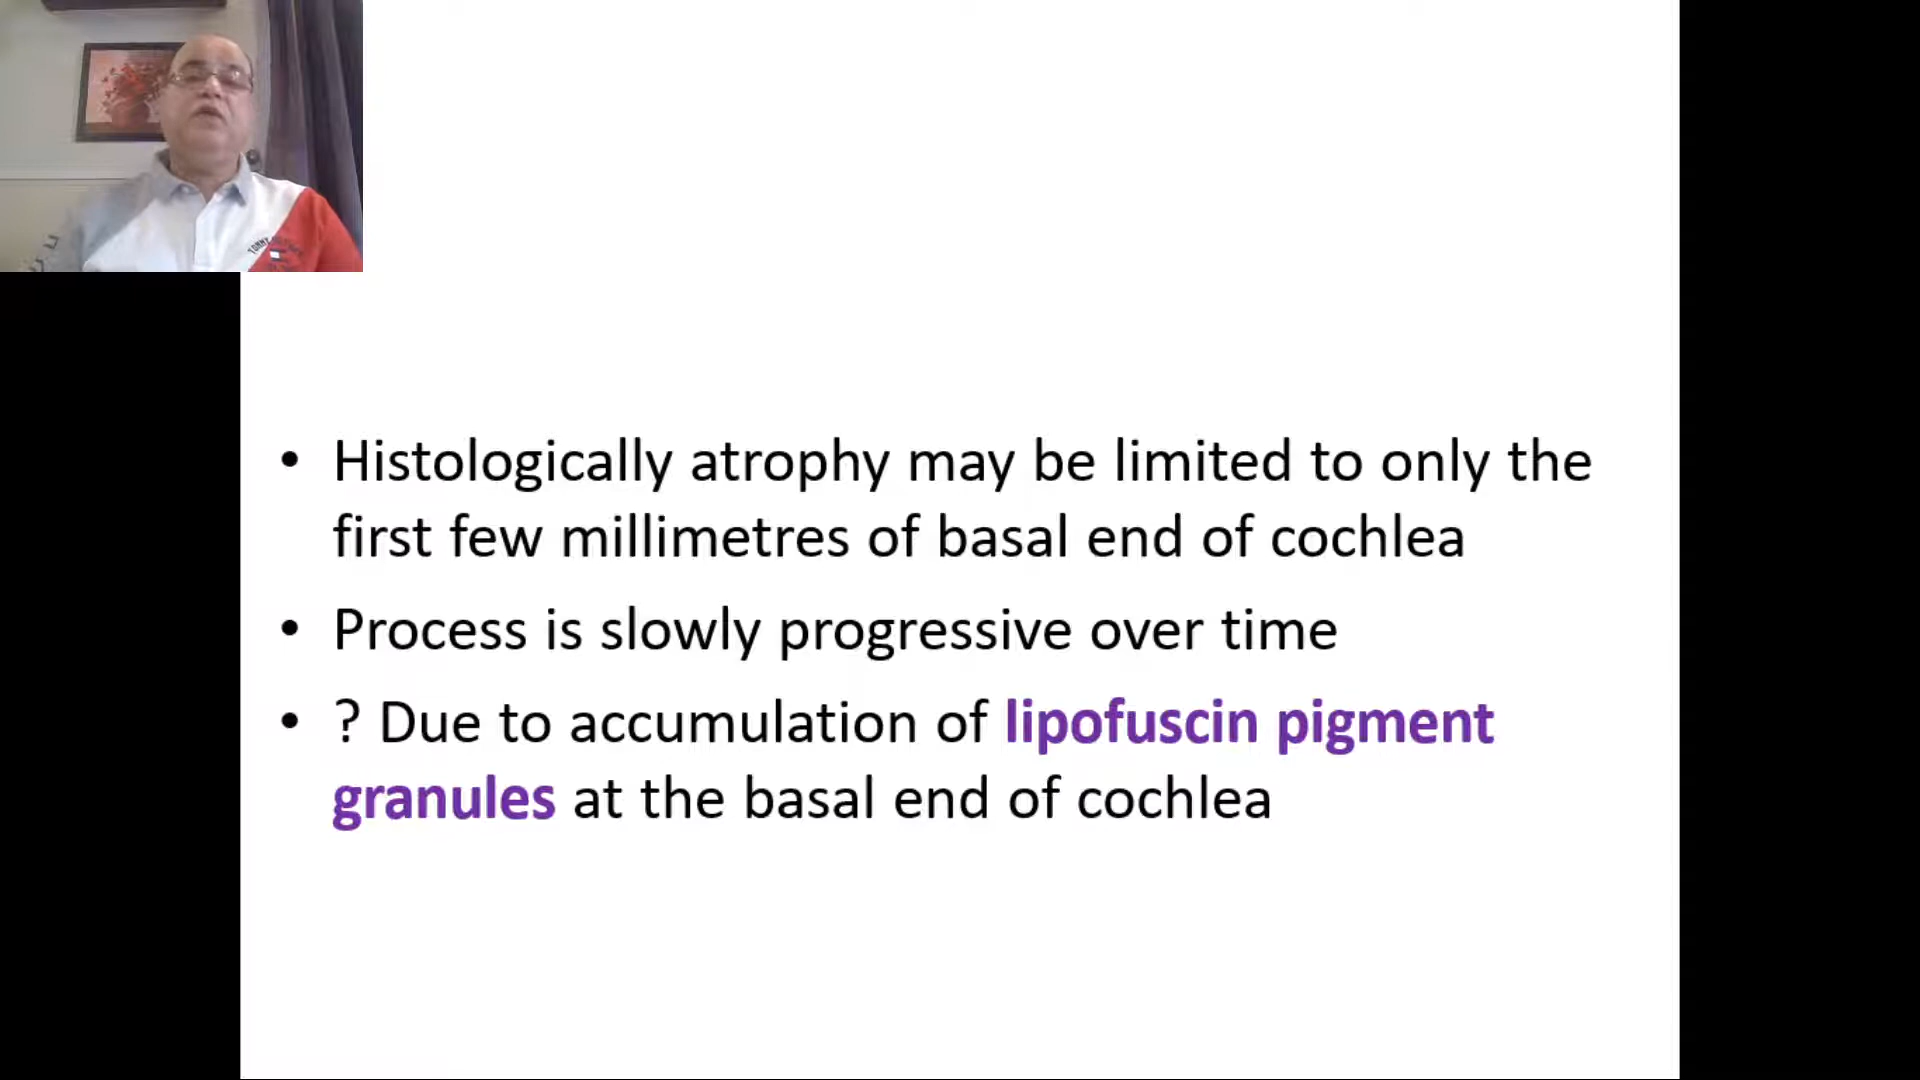 • Histologically atrophy may be limited to only the
first few millimetres of basal end of cochlea
• Process is slowly progressive over time
• ? Due to accumulation of lipofuscin pigment
granules at the basal end of cochlea